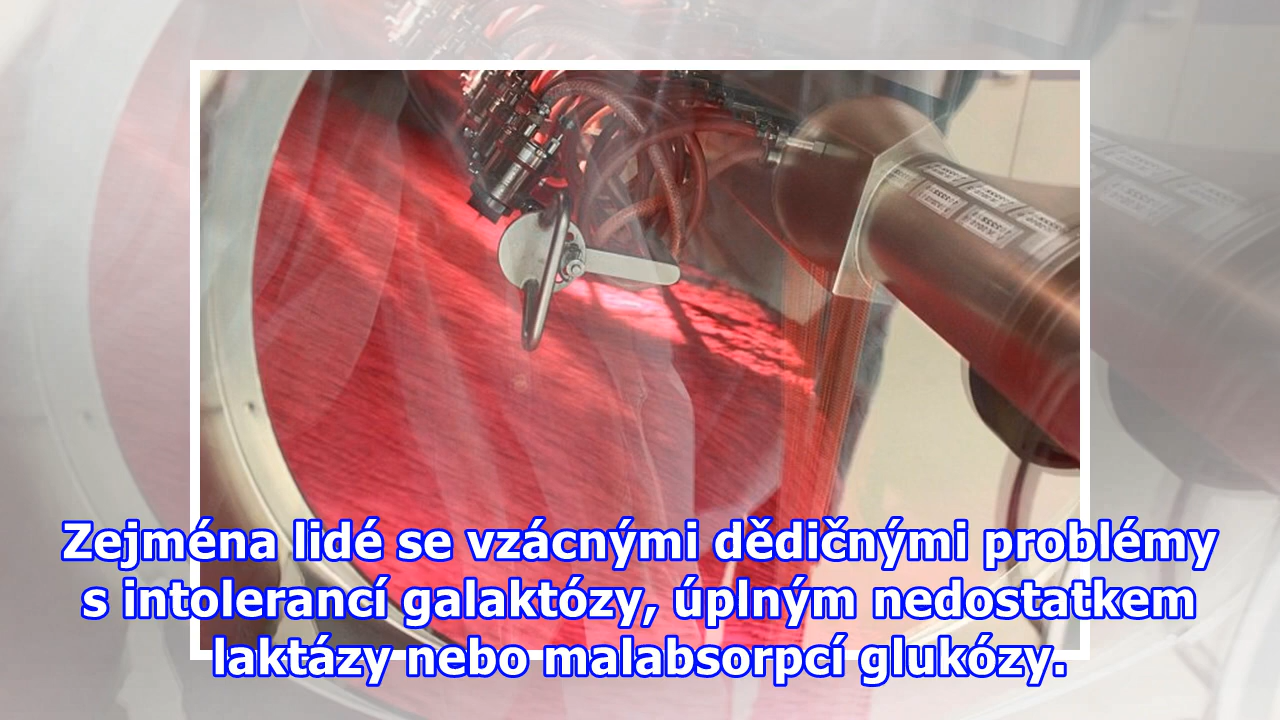 Zejména lidé se vzácnými dědičnými problémy
s intolerancí galaktózy, úplným nedostatkem
laktázy nebo malabsorpcí glukózy.